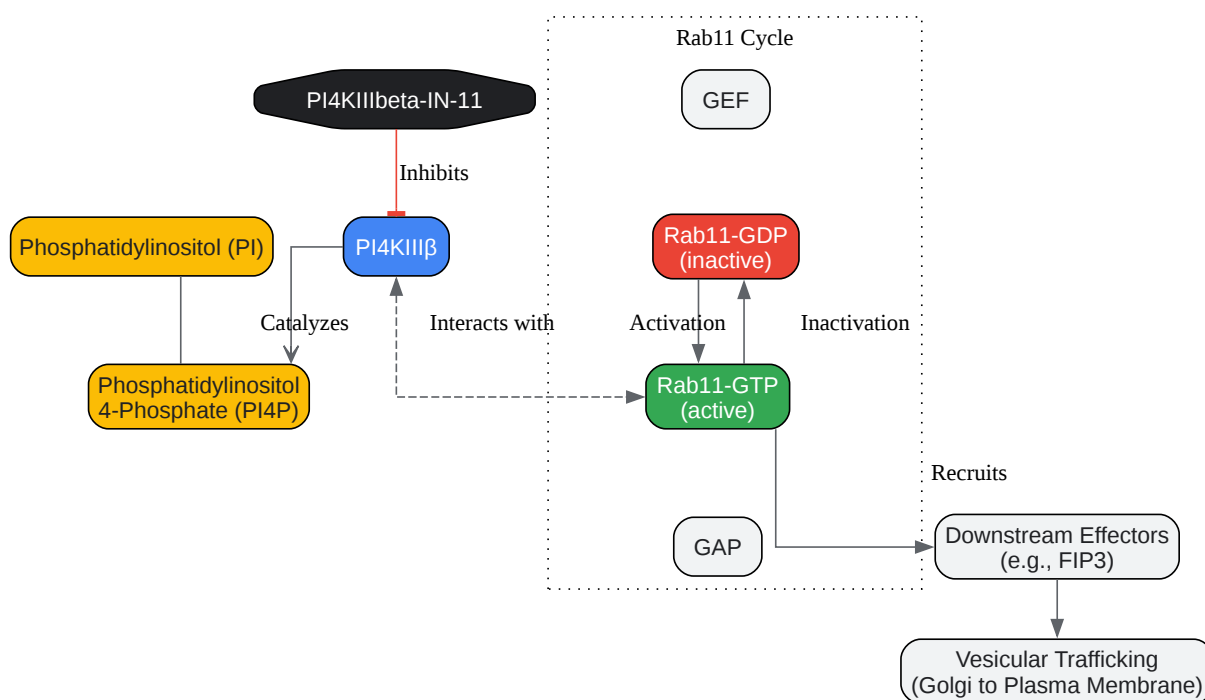 Rab11 Cycle
PI4KIIIbeta-IN-11
GEF
Inhibits
Phosphatidylinositol (PI)
PI4KIIIβ
Rab11-GDP
(inactive)
Catalyzes
Interacts with
Activation
Inactivation
Phosphatidylinositol
4-Phosphate (PI4P)
Rab11-GTP
(active)
Recruits
GAP
Downstream Effectors
(e.g., FIP3)
Vesicular Trafficking
(Golgi to Plasma Membrane)